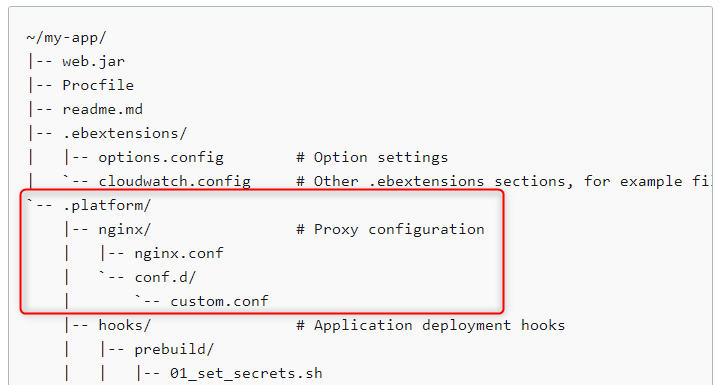 ~/my-app/
|-- web.jar
|-- Procfile
|-- readme.md
|-- .ebextensions/
|   |-- options.config        # Option settings
|   `-- cloudwatch.config     # Other .ebextensions sections, for example fil
`-- .platform/
    |-- nginx/                # Proxy configuration
    |   |-- nginx.conf
    |   `-- conf.d/
    |       `-- custom.conf
    |-- hooks/                # Application deployment hooks
    |   |-- prebuild/
    |   |   |-- 01_set_secrets.sh